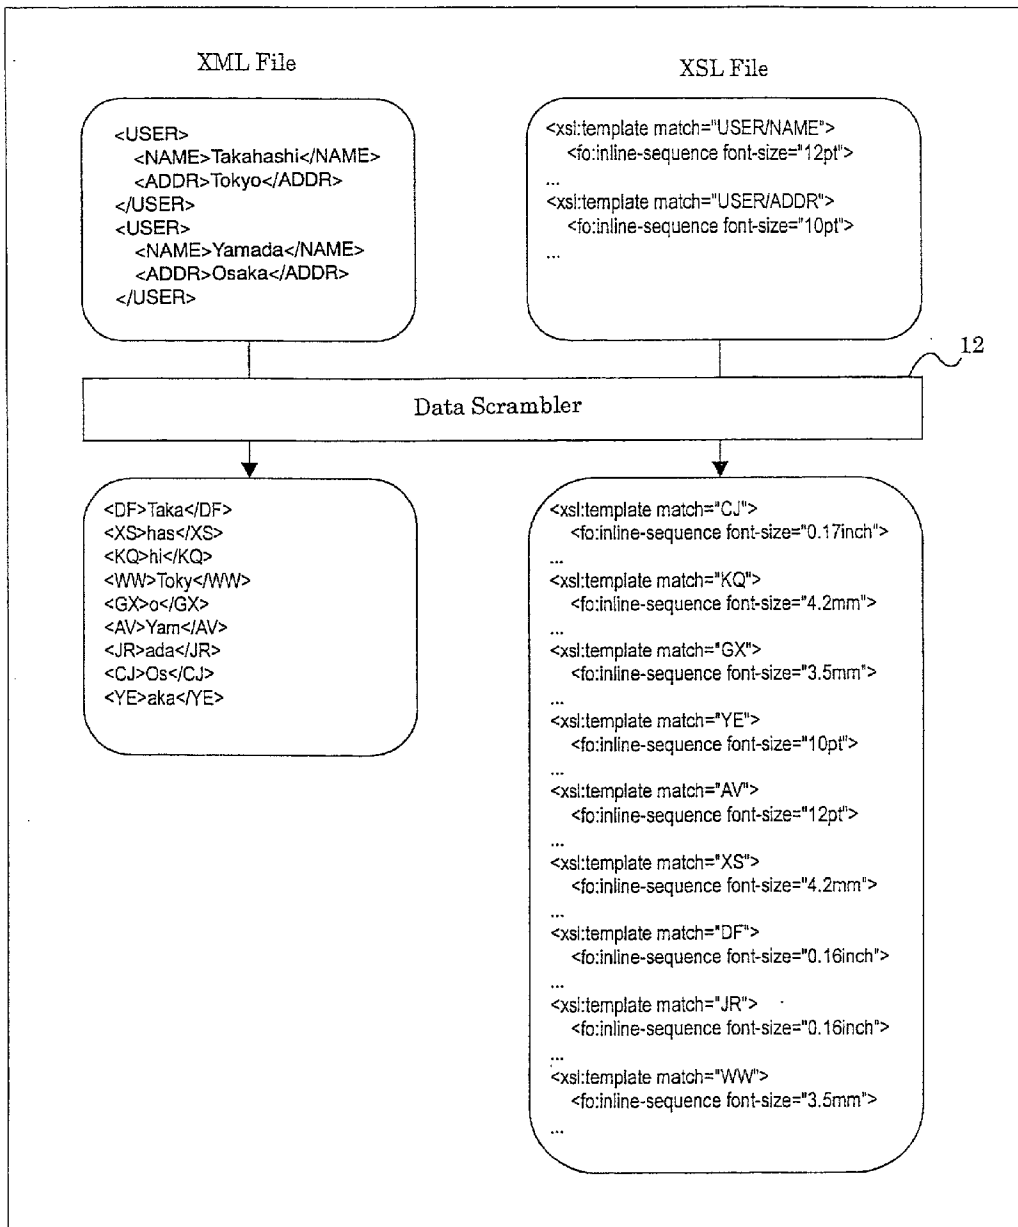 XML File
XSL File
<USER>
<NAME>Takahashi</NAME>
<ADDR>Tokyo</ADDR>
</USER>
<USER>
<NAME>Yamada</NAME>
<ADDR>Osaka</ADDR>
</USER>
<xsl:template match="USER/NAME">
<fo:inline-sequence font-size="12pt">
...
<xsl:template match="USER/ADDR">
<fo:inline-sequence font-size="10pt">
...
12
Data Scrambler
<DF>Taka</DF>
<XS>has</XS>
<KQ>hi</KQ>
<WW>Toky</WW>
<GX>o</GX>
<AV>Yam</AV>
<JR>ada</JR>
<CJ>Os</CJ>
<YE>aka</YE>
<xsl:template match="CJ">
<fo:inline-sequence font-size="0.17inch">
...
<xsl:template match="KQ">
<fo:inline-sequence font-size="4.2mm">
...
<xsl:template match="GX">
<fo:inline-sequence font-size="3.5mm">
...
<xsl:template match="YE">
<fo:inline-sequence font-size="10pt">
...
<xsl:template match="AV">
<fo:inline-sequence font-size="12pt">
...
<xsl:template match="XS">
<fo:inline-sequence font-size="4.2mm">
...
<xsl:template match="DF">
<fo:inline-sequence font-size="0.16inch">
...
<xsl:template match="JR">
<fo:inline-sequence font-size="0.16inch">
...
<xsl:template match="WW">
<fo:inline-sequence font-size="3.5mm">
...